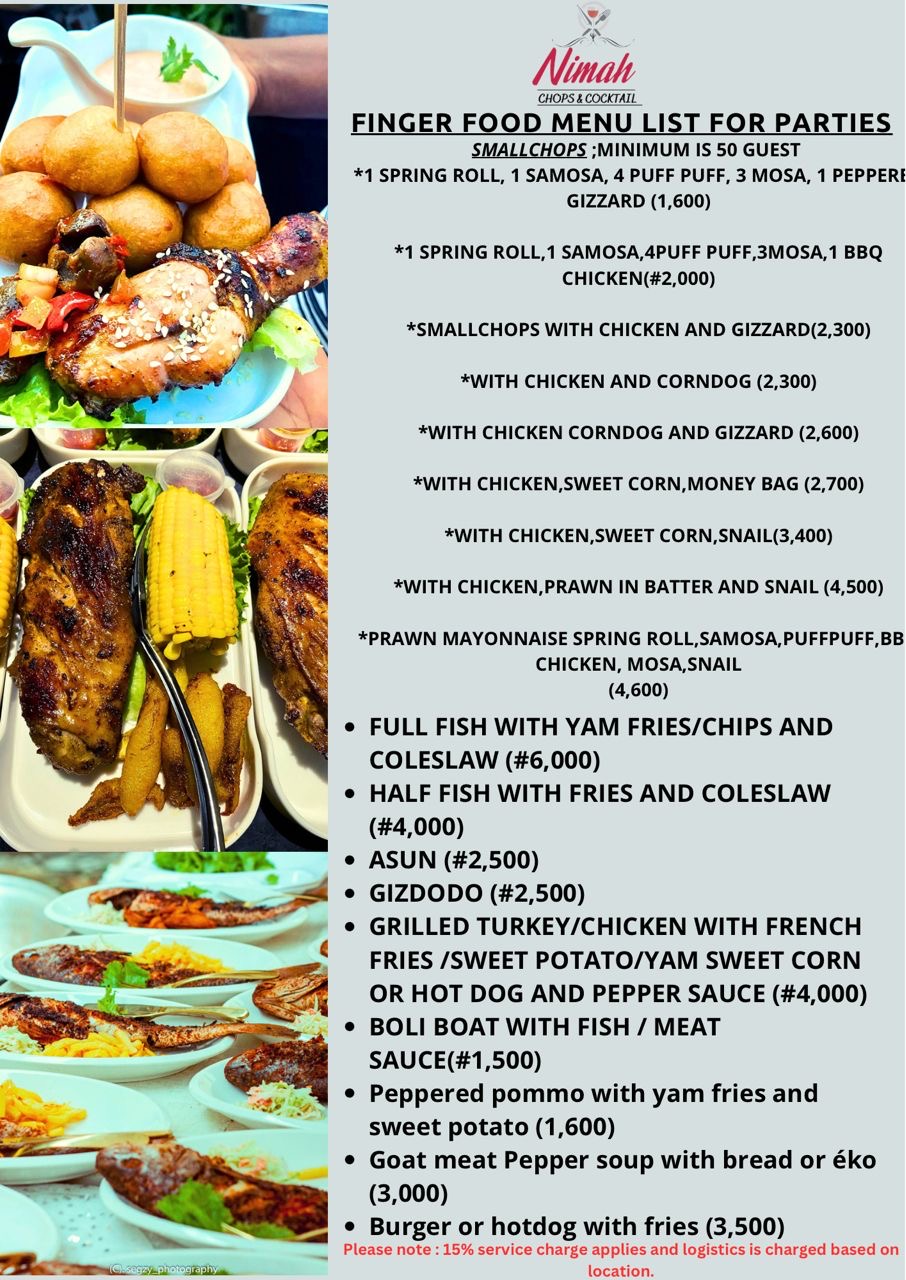 Nimah
CHOPS & COCKTAIL
FINGER FOOD MENU LIST FOR PARTIES
SMALLCHOPS ;MINIMUM IS 50 GUEST
*1 SPRING ROLL, 1 SAMOSA, 4 PUFF PUFF, 3 MOSA, 1 PEPPERE
GIZZARD (1,600)
*1 SPRING ROLL,1 SAMOSA,4PUFF PUFF,3MOSA,1 BBQ
CHICKEN(#2,000)
*SMALLCHOPS WITH CHICKEN AND GIZZARD(2,300)
*WITH CHICKEN AND CORNDOG (2,300)
*WITH CHICKEN CORNDOG AND GIZZARD (2,600)
*WITH CHICKEN,SWEET CORN,MONEY BAG (2,700)
*WITH CHICKEN,SWEET CORN,SNAIL(3,400)
*WITH CHICKEN,PRAWN IN BATTER AND SNAIL (4,500)
*PRAWN MAYONNAISE SPRING ROLL,SAMOSA,PUFFPUFF,BB
CHICKEN, MOSA,SNAIL
(4,600)
• FULL FISH WITH YAM FRIES/CHIPS AND
COLESLAW (#6,000)
• HALF FISH WITH FRIES AND COLESLAW
(#4,000)
• ASUN (#2,500)
• GIZDODO (#2,500)
• GRILLED TURKEY/CHICKEN WITH FRENCH
FRIES /SWEET POTATO/YAM SWEET CORN
OR HOT DOG AND PEPPER SAUCE (#4,000)
• BOLI BOAT WITH FISH / MEAT
SAUCE(#1,500)
• Peppered pommo with yam fries and
sweet potato (1,600)
• Goat meat Pepper soup with bread or éko
(3,000)
• Burger or hotdog with fries (3,500)
Please note : 15% service charge applies and logistics is charged based on
location.
(C).segzy_photography